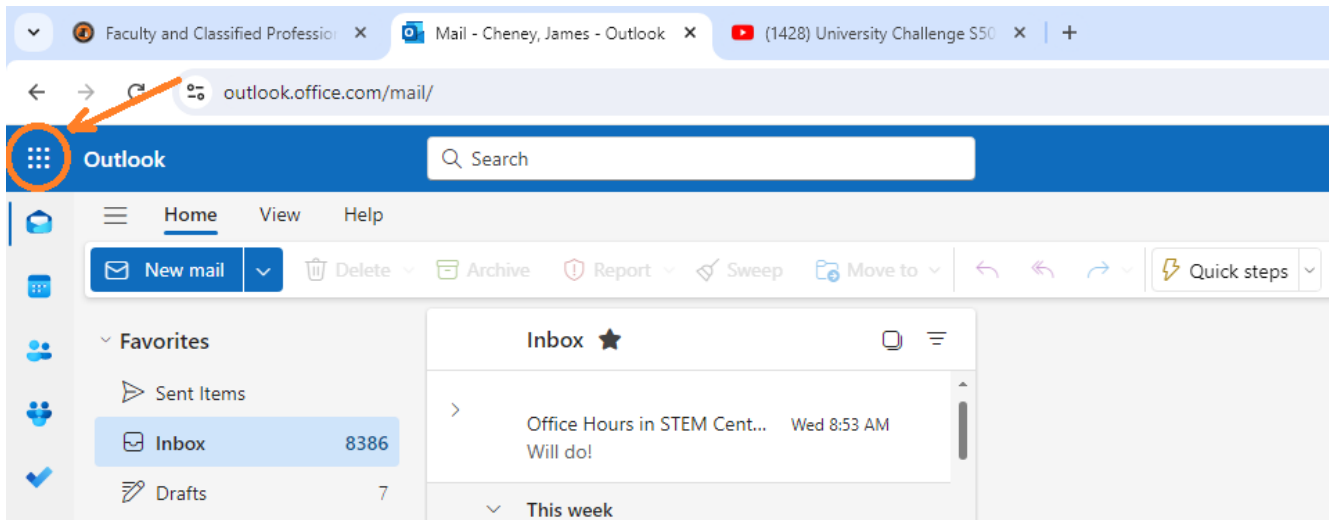 Faculty and Classified Profession
Mail - Cheney, James - Outlook
(1428) University Challenge S50
outlook.office.com/mail/
Outlook
Search
Home View Help
New mail Delete Archive Report Sweep Move to Quick steps
Favorites
Inbox
Sent Items
Office Hours in STEM Cent... Wed 8:53 AM
Will do!
Inbox 8386
Drafts 7
This week